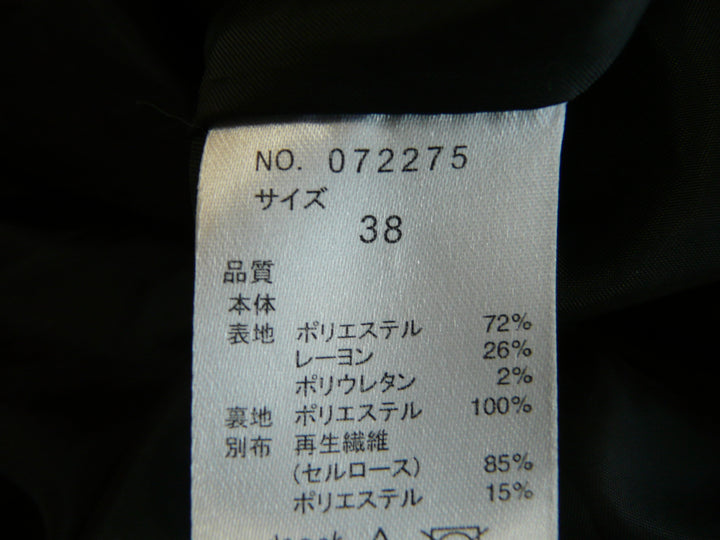 NO. 072275
サイズ
38
品質
本体
表地 ポリエステル 72%
レーヨン 26%
ポリウレタン 2%
裏地 ポリエステル 100%
別布 再生繊維
(セルロース) 85%
ポリエステル 15%